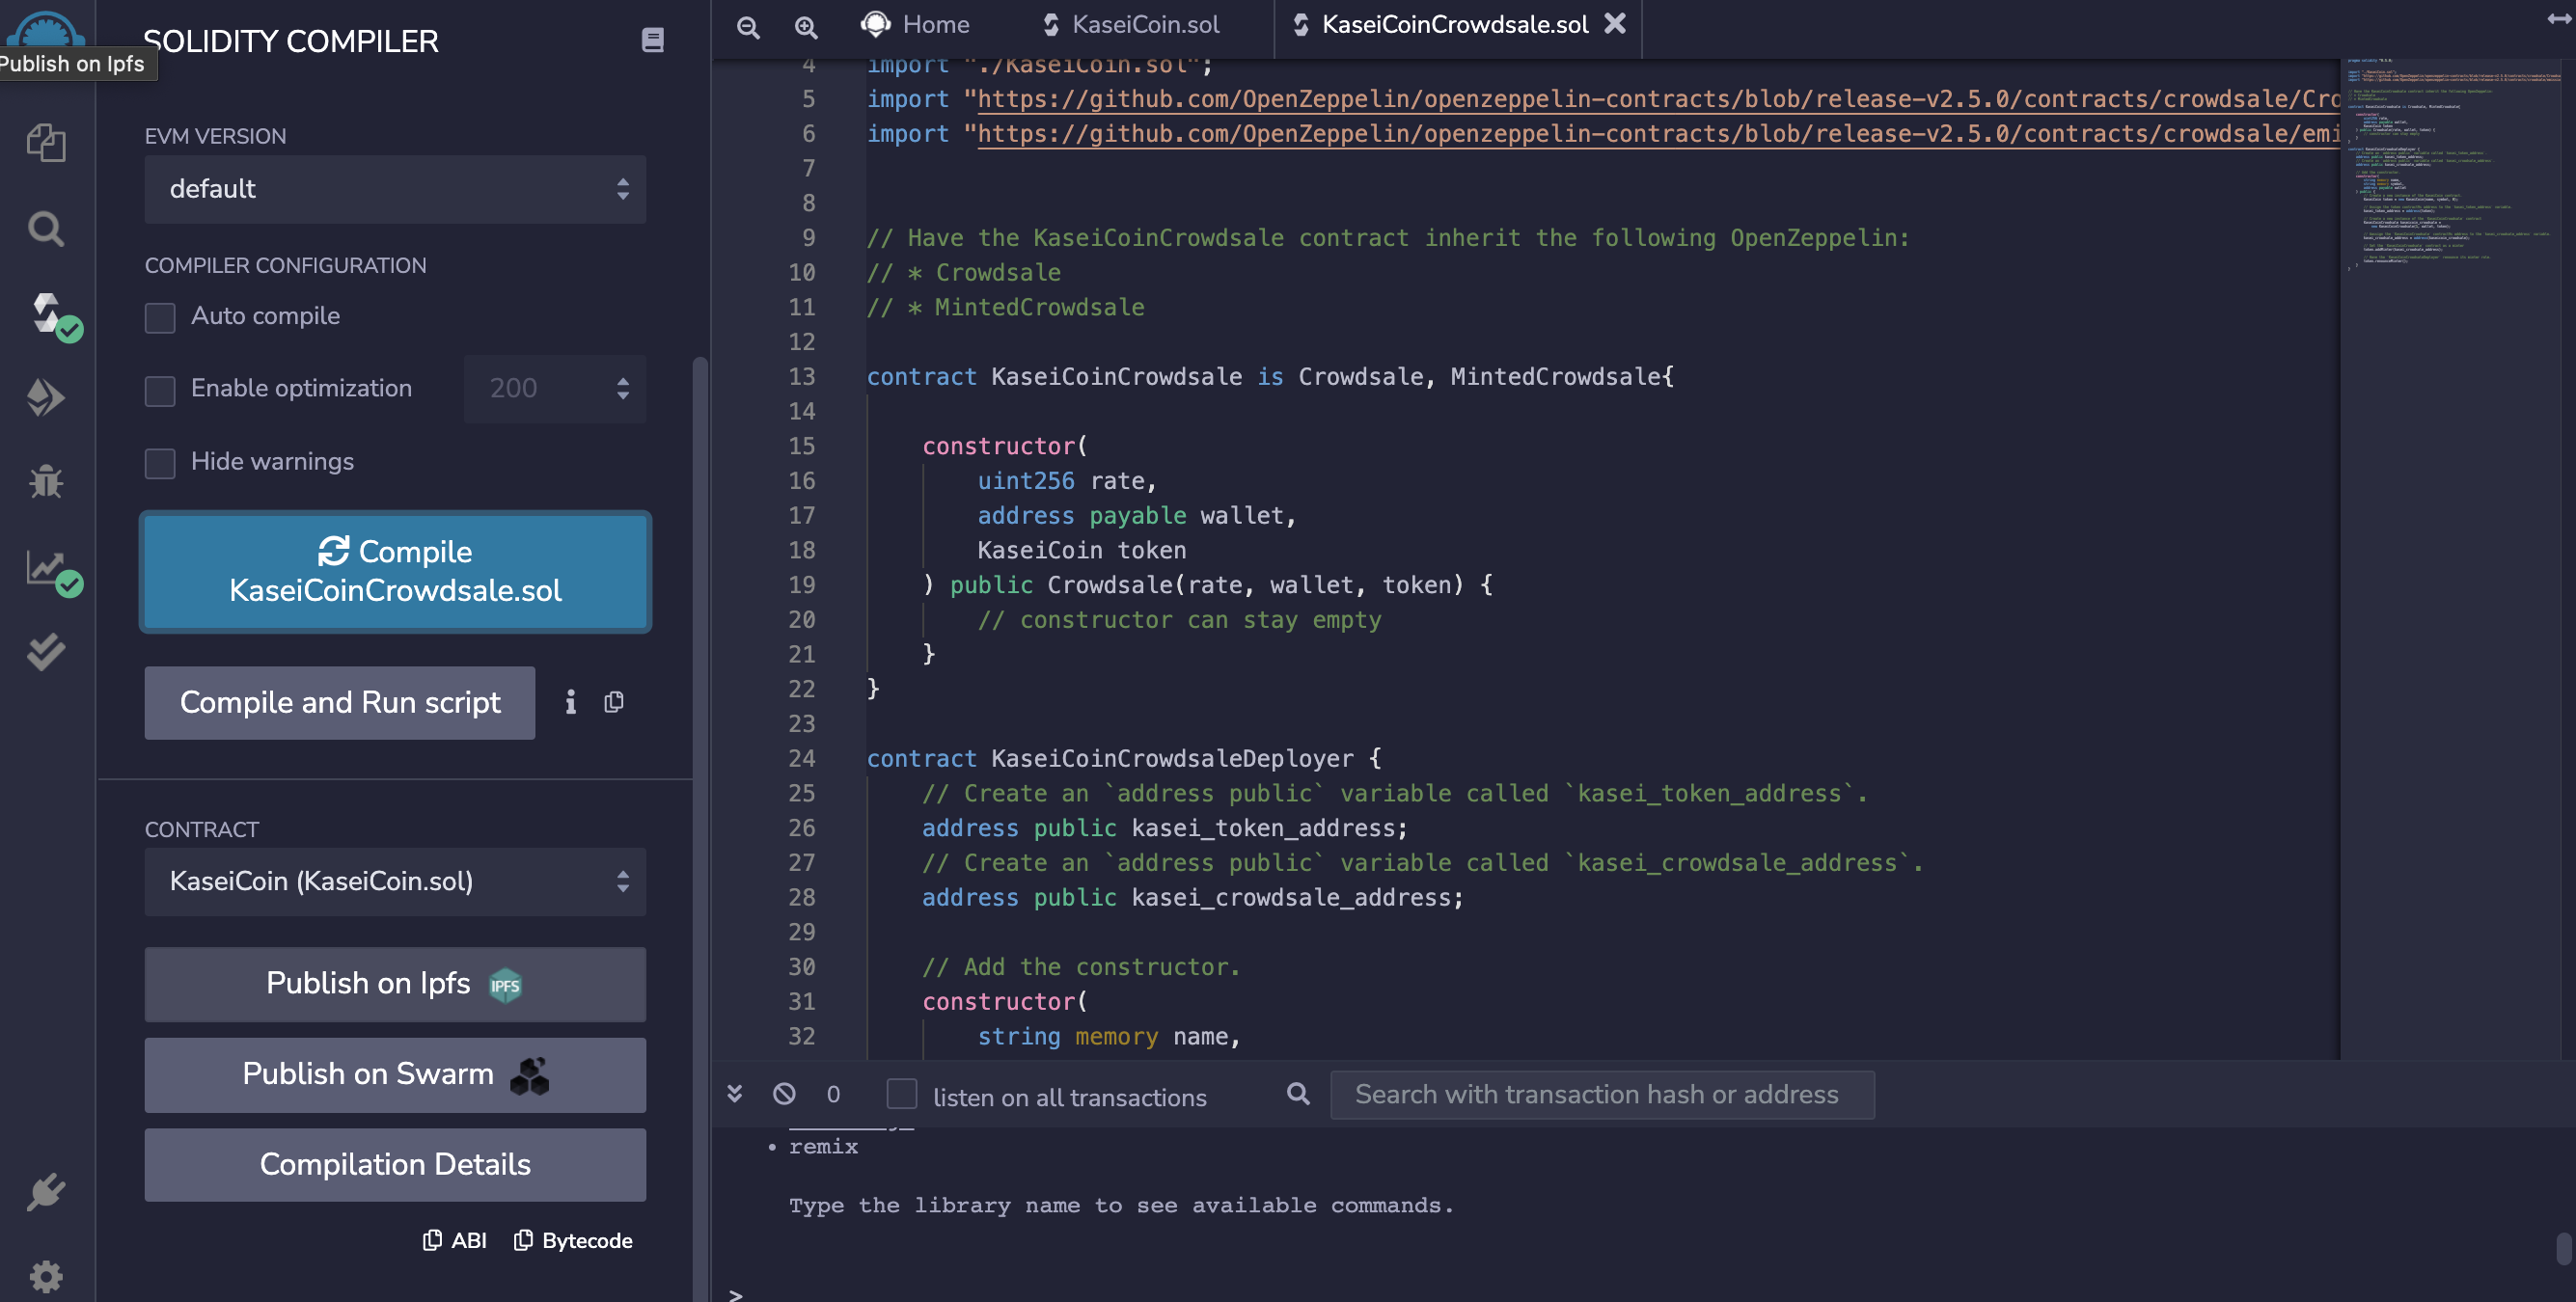 SOLIDITY COMPILER
Publish on Ipfs
EVM VERSION
default
COMPILER CONFIGURATION
Auto compile
Enable optimization
200
Hide warnings
Compile
KaseiCoinCrowdsale.sol
Compile and Run script
CONTRACT
KaseiCoin (KaseiCoin.sol)
Publish on Ipfs IPFS
Publish on Swarm
Compilation Details
ABI Bytecode
Home KaseiCoin.sol KaseiCoinCrowdsale.sol
4 import "./KaseiCoin.sol";
5 import "https://github.com/OpenZeppelin/openzeppelin-contracts/blob/release-v2.5.0/contracts/crowdsale/Cro
6 import "https://github.com/OpenZeppelin/openzeppelin-contracts/blob/release-v2.5.0/contracts/crowdsale/emi
7
8
9 // Have the KaseiCoinCrowdsale contract inherit the following OpenZeppelin:
10 // * Crowdsale
11 // * MintedCrowdsale
12
13 contract KaseiCoinCrowdsale is Crowdsale, MintedCrowdsale{
14
15 constructor(
16 uint256 rate,
17 address payable wallet,
18 KaseiCoin token
19 ) public Crowdsale(rate, wallet, token) {
20 // constructor can stay empty
21 }
22 }
23
24 contract KaseiCoinCrowdsaleDeployer {
25 // Create an `address public` variable called `kasei_token_address`.
26 address public kasei_token_address;
27 // Create an `address public` variable called `kasei_crowdsale_address`.
28 address public kasei_crowdsale_address;
29
30 // Add the constructor.
31 constructor(
32 string memory name,
0 listen on all transactions Search with transaction hash or address
• remix
Type the library name to see available commands.
>